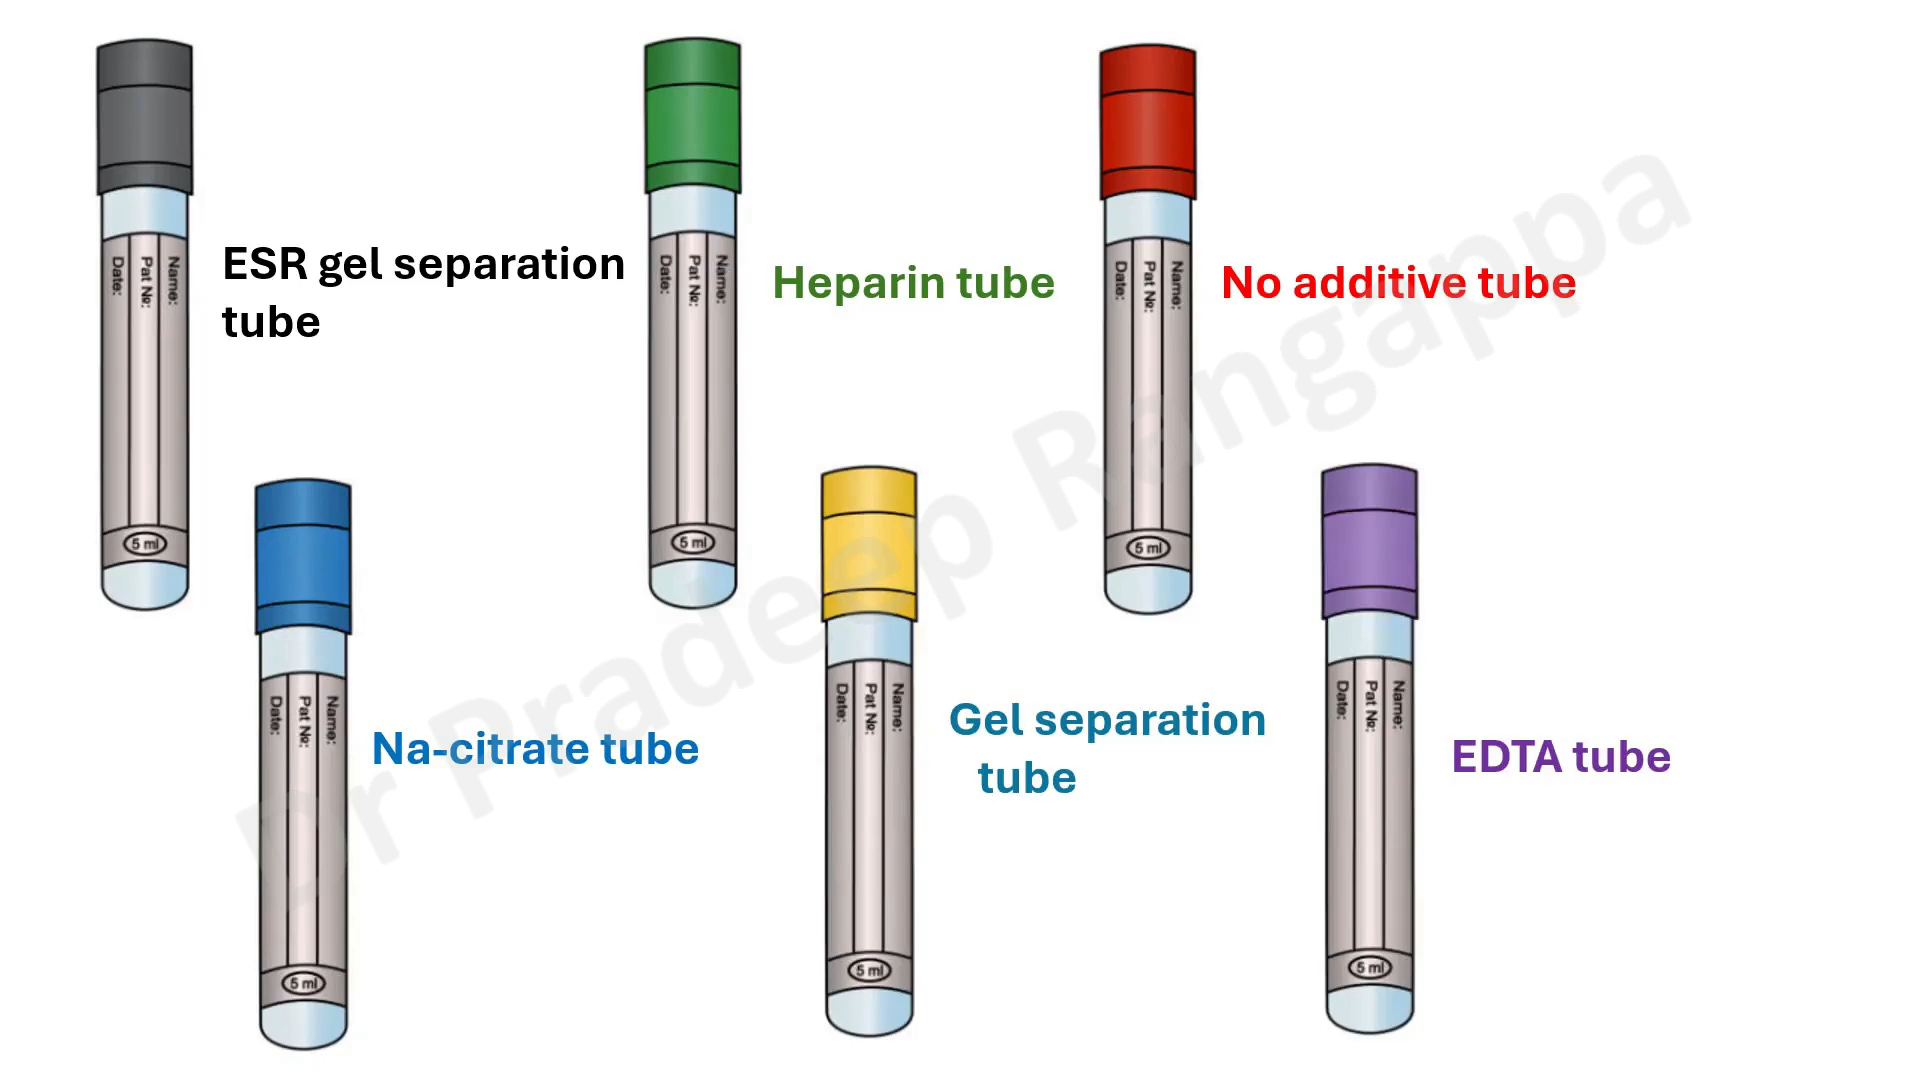 ESR gel separation
tube
Name:
Pat №:
Date:
5 ml
Heparin tube
Name:
Pat №:
Date:
5 ml
No additive tube
Name:
Pat №:
Date:
5 ml
Na-citrate tube
Name:
Pat №:
Date:
5 ml
Gel separation
tube
Name:
Pat №:
Date:
5 ml
EDTA tube
Name:
Pat №:
Date:
5 ml
Dr Pradeep Rangappa